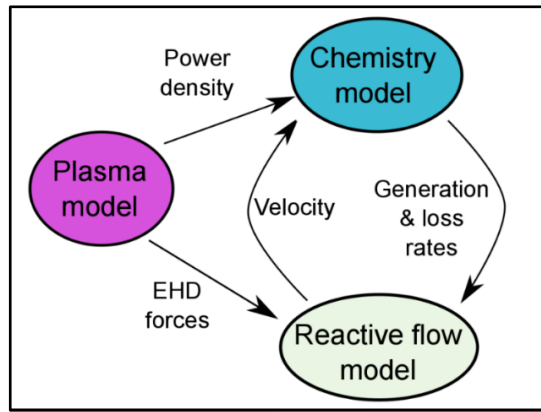 Power
density
Chemistry
model
Plasma
model
Velocity
Generation
& loss
rates
EHD
forces
Reactive flow
model